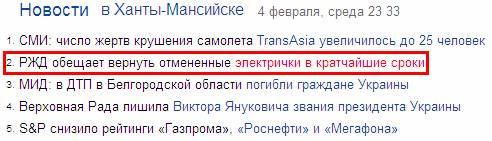 Новости в Ханты-Мансийске 4 февраля, среда 23 33
1. СМИ: число жертв крушения самолета TransAsia увеличилось до 25 человек
2. РЖД обещает вернуть отмененные электрички в кратчайшие сроки
3. МИД: в ДТП в Белгородской области погибли граждане Украины
4. Верховная Рада лишила Виктора Януковича звания президента Украины
5. S&P снизило рейтинги «Газпрома», «Роснефти» и «Мегафона»